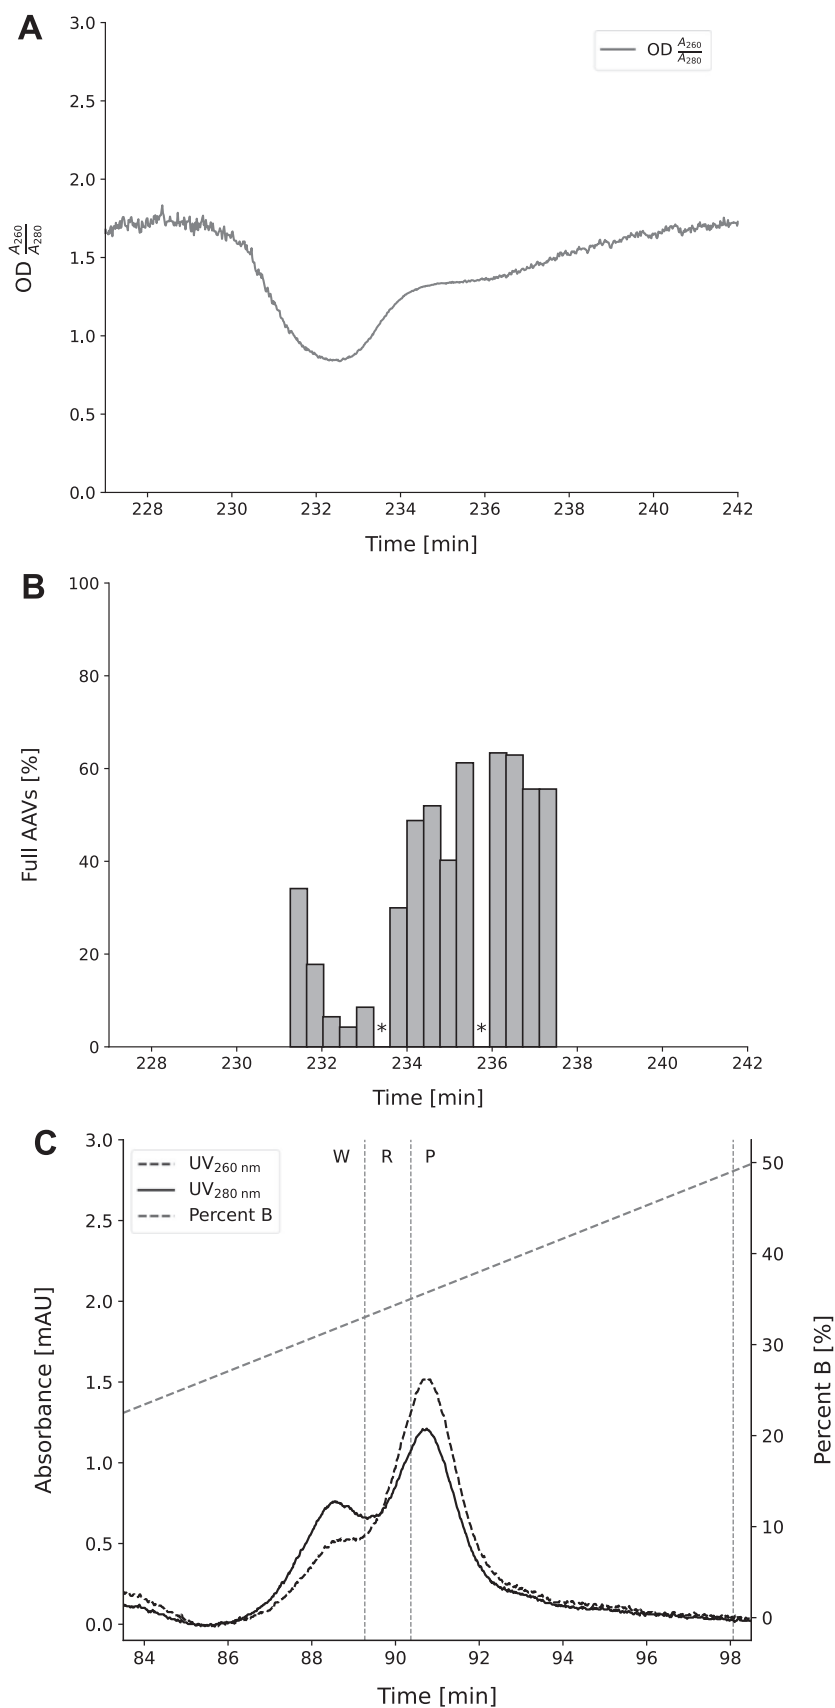 A
3.0
2.5
2.0
1.5
1.0
0.5
0.0
OD A260/A280
OD A260/A280
228 230 232 234 236 238 240 242
Time [min]
B
100
80
60
40
20
0
Full AAVs [%]
* *
228 230 232 234 236 238 240 242
Time [min]
C
3.0
2.5
2.0
1.5
1.0
0.5
0.0
Absorbance [mAU]
UV260 nm
UV280 nm
Percent B
W R P
50
40
30
20
10
0
Percent B [%]
84 86 88 90 92 94 96 98
Time [min]